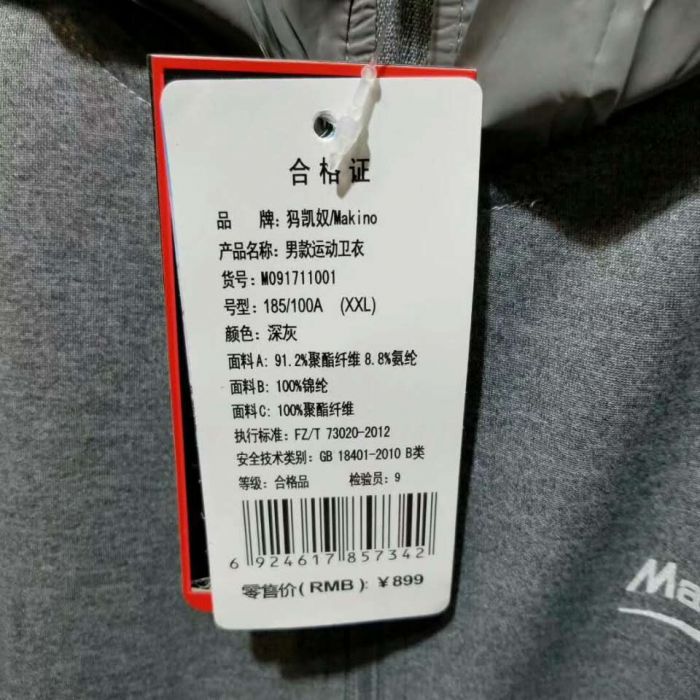 合格证
品 牌: 犸凯奴/Makino
产品名称: 男款运动卫衣
货号: M091711001
号型: 185/100A (XXL)
颜色: 深灰
面料A: 91.2%聚酯纤维 8.8%氨纶
面料B: 100%锦纶
面料C: 100%聚酯纤维
执行标准: FZ/T 73020-2012
安全技术类别: GB 18401-2010 B类
等级: 合格品 检验员: 9
6 924617 857342
零售价(RMB): ¥899
Ma